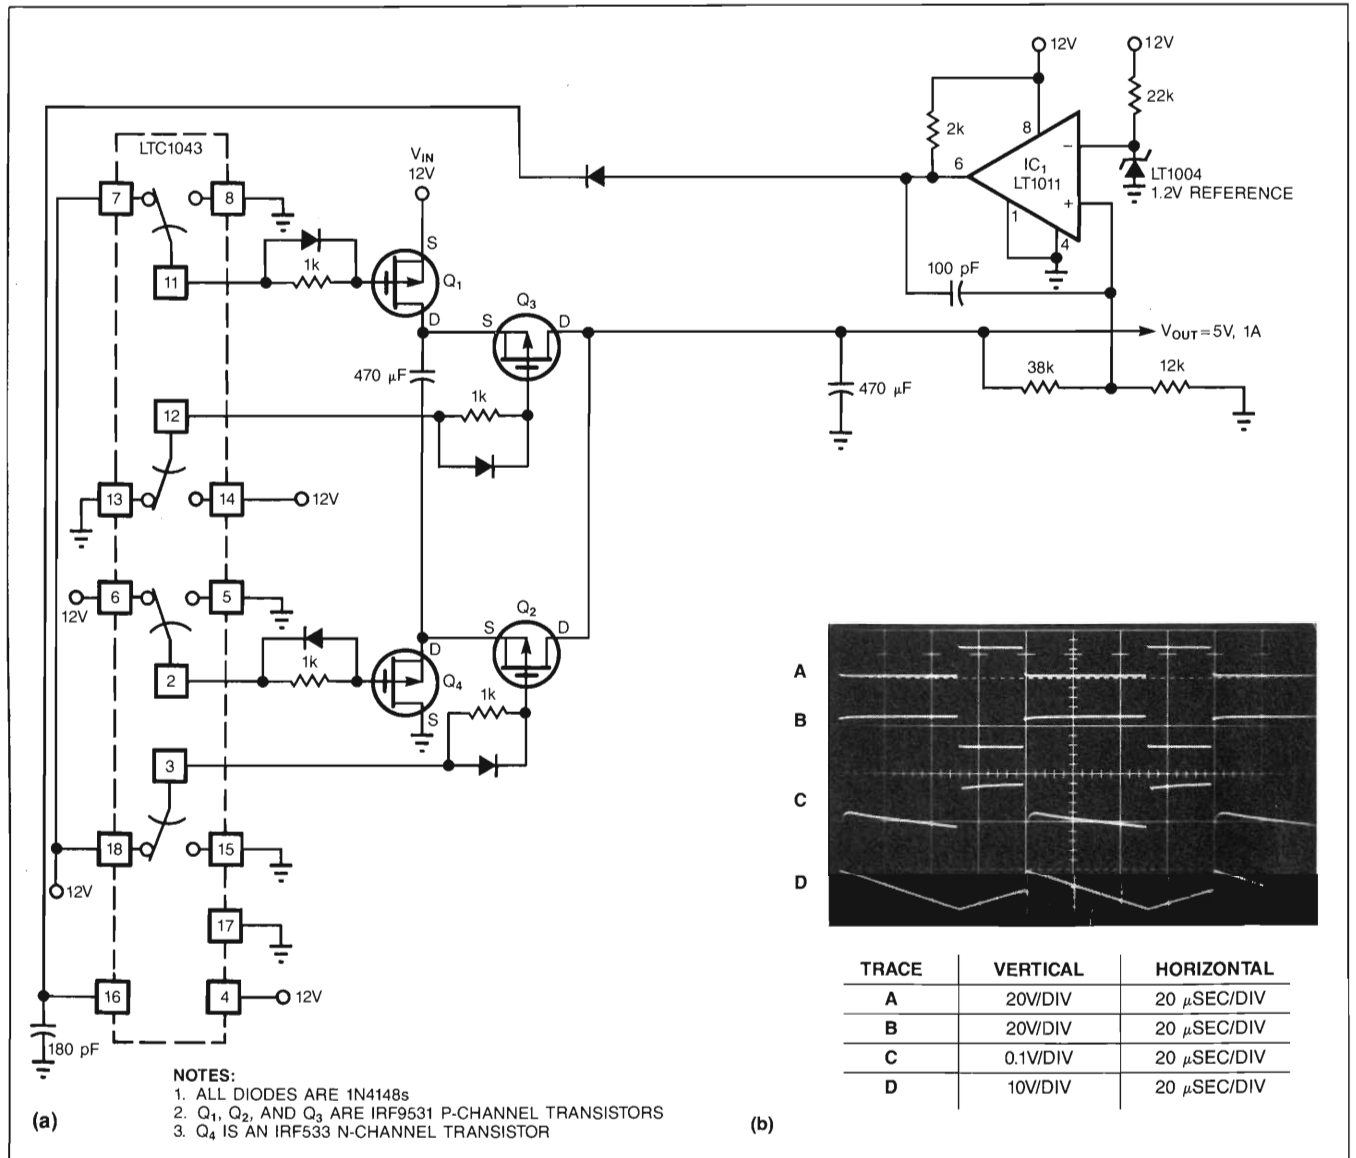 12V
12V
22k
2k
8
6
IC1
LT1011
−
+
LT1004
1.2V REFERENCE
1
4
100 pF
LTC1043
VIN
12V
7
8
S
1k
Q1
11
D
Q3
S
D
VOUT=5V, 1A
470 µF
38k
12k
470 µF
1k
12
13
14
12V
6
5
12V
Q2
S
D
D
1k
Q4
2
1k
S
3
18
15
12V
17
16
4
12V
180 pF
NOTES:
1. ALL DIODES ARE 1N4148s
2. Q1, Q2, AND Q3 ARE IRF9531 P-CHANNEL TRANSISTORS
3. Q4 IS AN IRF533 N-CHANNEL TRANSISTOR
(a)
A
B
C
D
TRACE VERTICAL HORIZONTAL
A 20V/DIV 20 µSEC/DIV
B 20V/DIV 20 µSEC/DIV
C 0.1V/DIV 20 µSEC/DIV
D 10V/DIV 20 µSEC/DIV
(b)